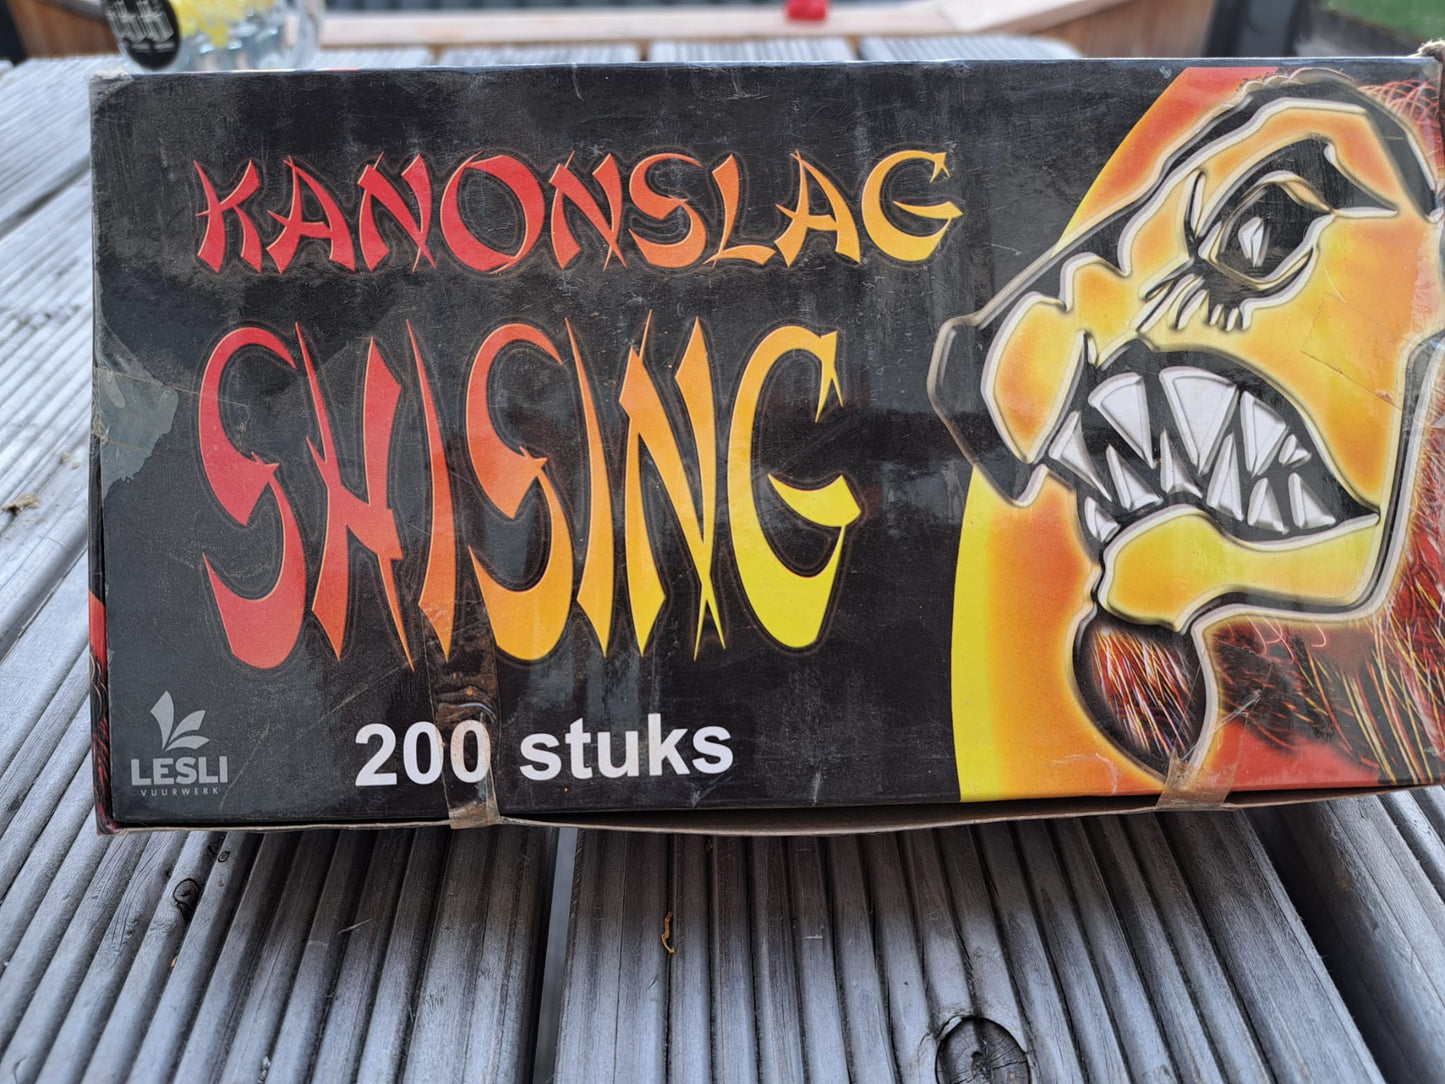 KANONSLAG
SHISING
200 stuks
LESLI
VUURWERK